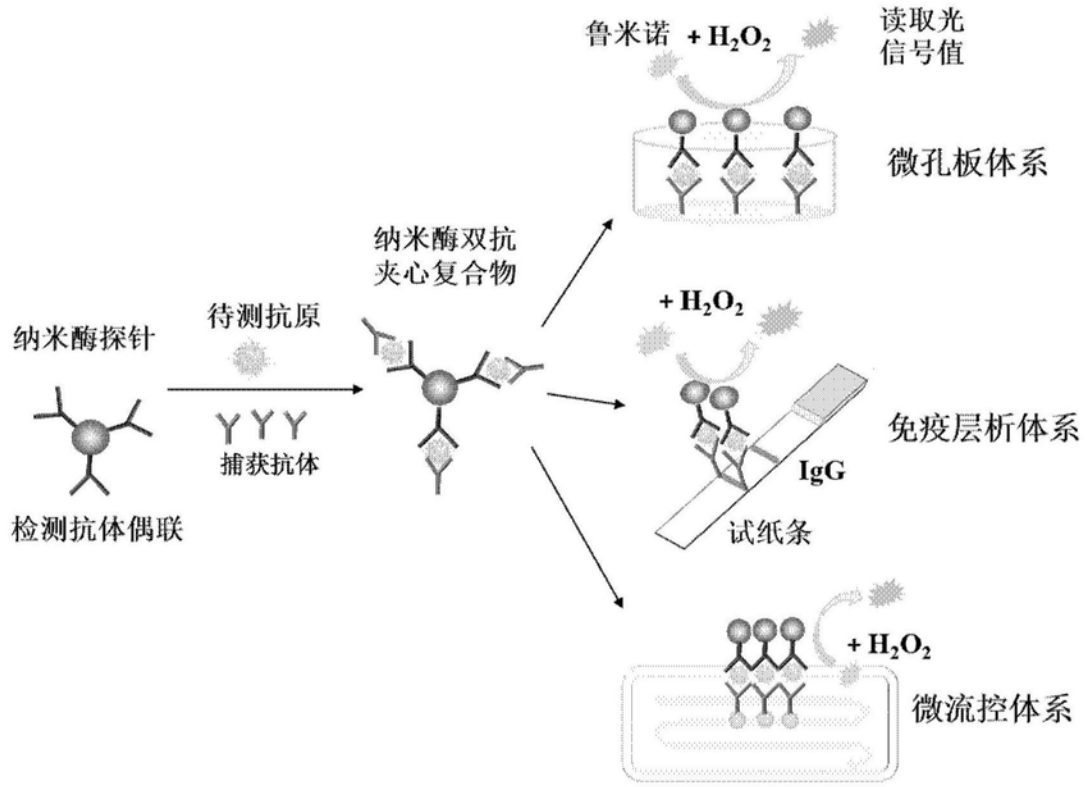 鲁米诺 + H₂O₂
读取光
信号值
微孔板体系
纳米酶双抗
夹心复合物
纳米酶探针
待测抗原
捕获抗体
检测抗体偶联
+ H₂O₂
免疫层析体系
IgG
试纸条
+ H₂O₂
微流控体系